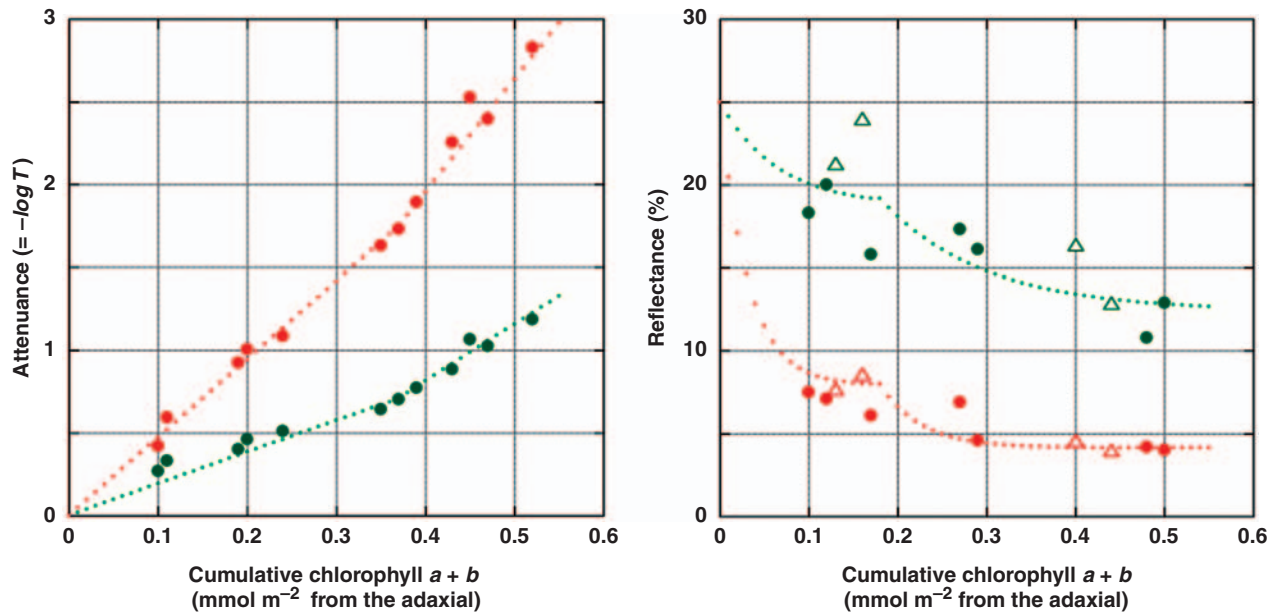 Attenuance (= –log T)
3
2
1
0
0 0.1 0.2 0.3 0.4 0.5 0.6
Cumulative chlorophyll a + b
(mmol m⁻² from the adaxial)
Reflectance (%)
30
20
10
0
0 0.1 0.2 0.3 0.4 0.5 0.6
Cumulative chlorophyll a + b
(mmol m⁻² from the adaxial)